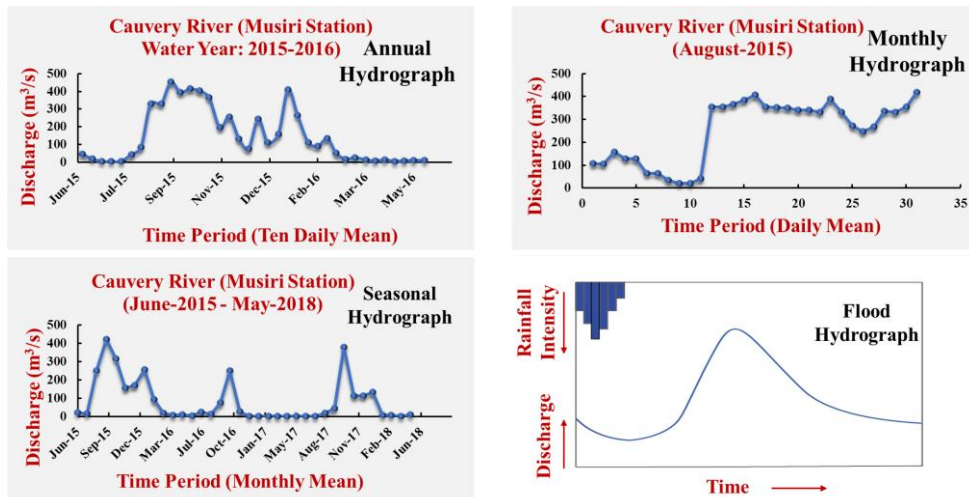 Cauvery River (Musiri Station)
Water Year: 2015-2016)
Annual
Hydrograph
Discharge (m³/s)
500
400
300
200
100
0
Jun-15
Jul-15
Sep-15
Nov-15
Dec-15
Feb-16
Mar-16
May-16
Time Period (Ten Daily Mean)
Cauvery River (Musiri Station)
(August-2015)
Monthly
Hydrograph
Discharge (m³/s)
500
400
300
200
100
0
0 5 10 15 20 25 30 35
Time Period (Daily Mean)
Cauvery River (Musiri Station)
(June-2015 - May-2018)
Seasonal
Hydrograph
Discharge (m³/s)
500
400
300
200
100
0
Jun-15
Sep-15
Dec-15
Mar-16
Jul-16
Oct-16
Jan-17
May-17
Aug-17
Nov-17
Feb-18
Jun-18
Time Period (Monthly Mean)
Rainfall
Intensity
Flood
Hydrograph
Discharge
Time